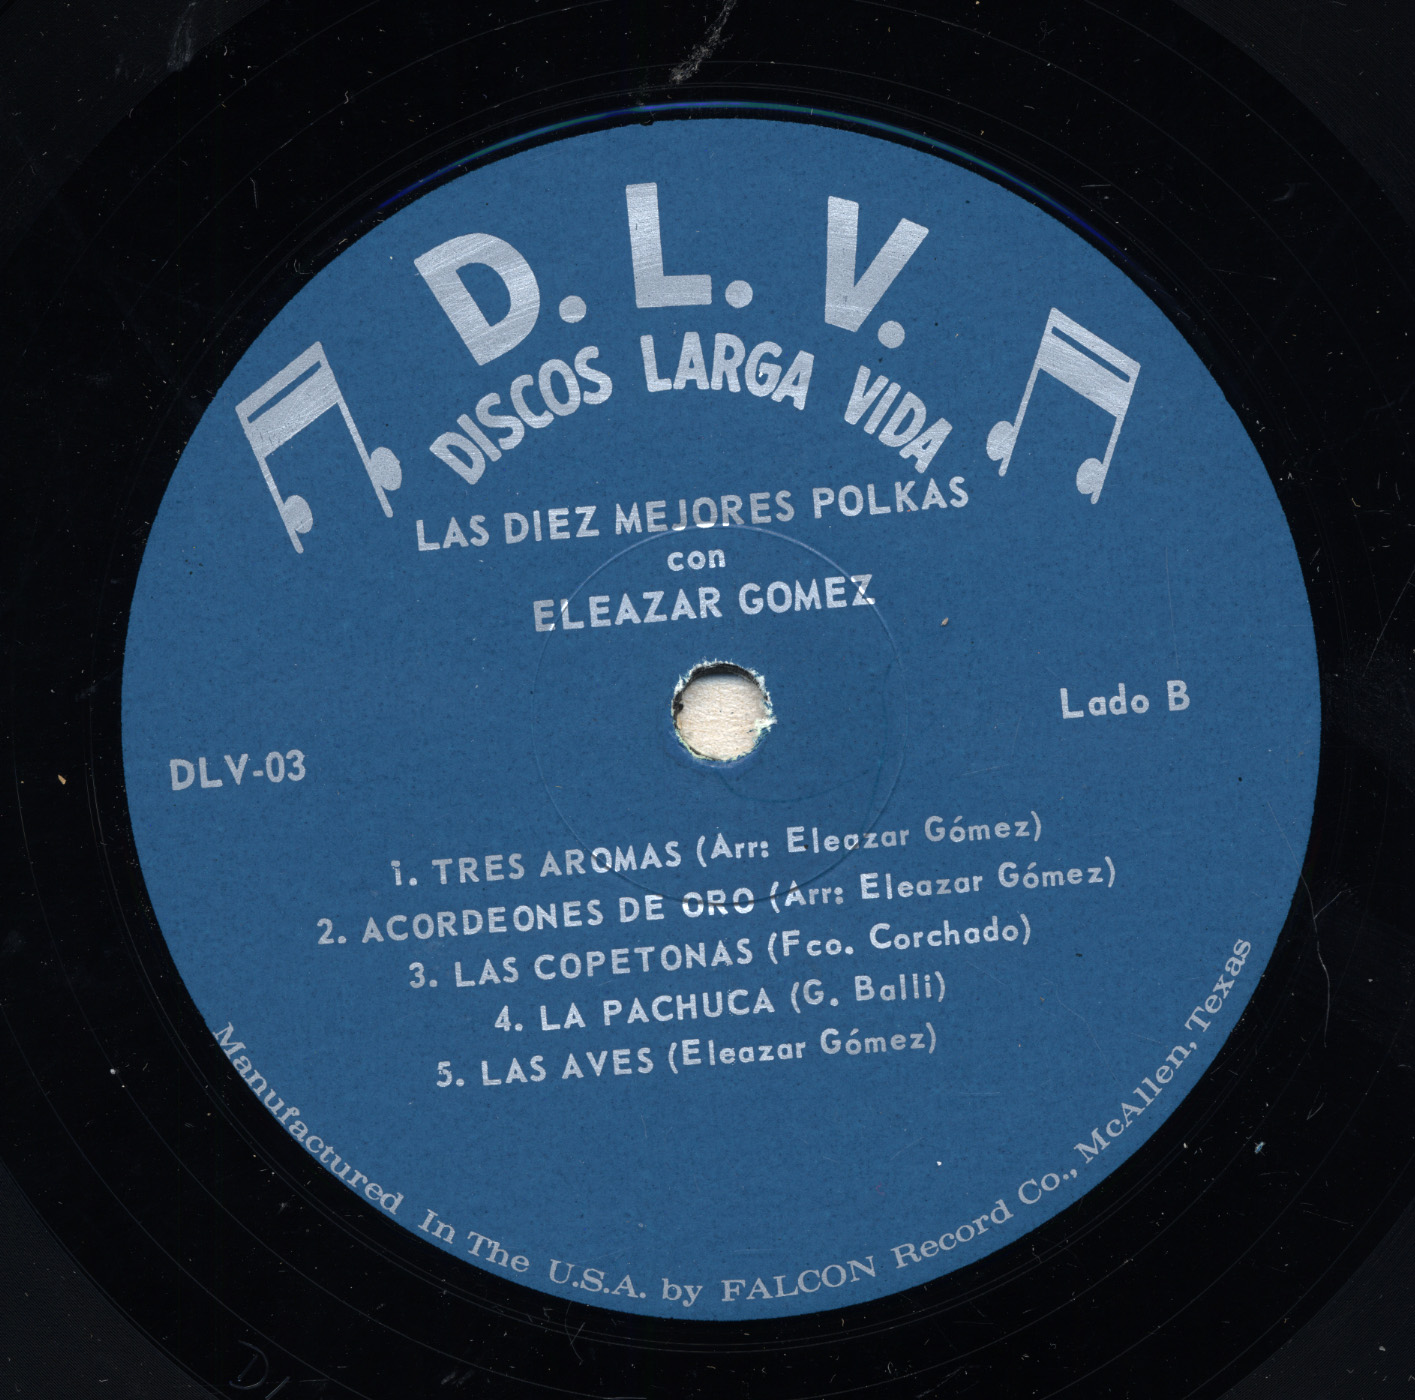 D. L. V.
DISCOS LARGA VIDA
LAS DIEZ MEJORES POLKAS
con
ELEAZAR GOMEZ
Lado B
DLV-03
1. TRES AROMAS (Arr: Eleazar Gómez)
2. ACORDEONES DE ORO (Arr: Eleazar Gómez)
3. LAS COPETONAS (Fco. Corchado)
4. LA PACHUCA (G. Balli)
5. LAS AVES (Eleazar Gómez)
Manufactured In The U.S.A. by FALCON Record Co., McAllen, Texas